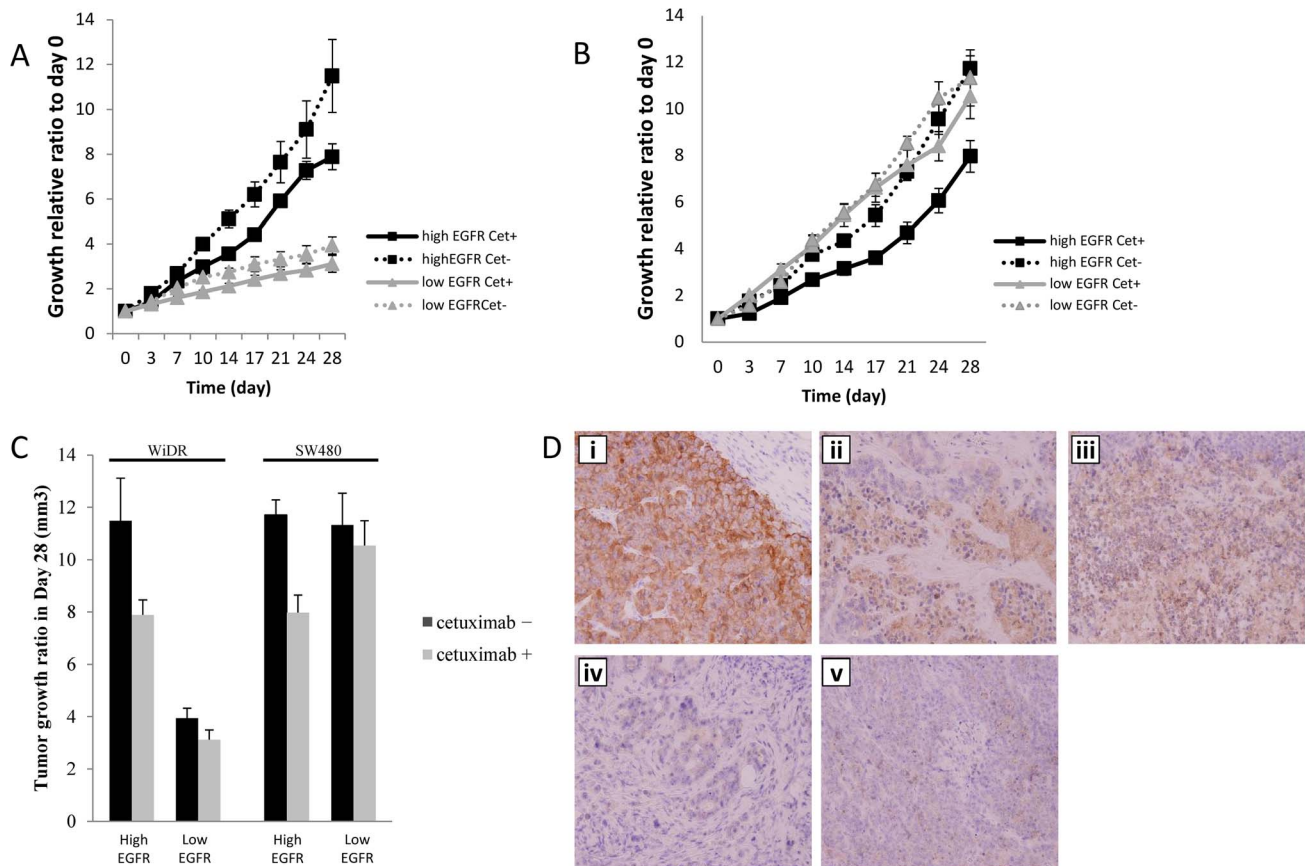 A
Growth relative ratio to day 0
14
12
10
8
6
4
2
0
0 3 7 10 14 17 21 24 28
Time (day)
high EGFR Cet+
highEGFR Cet-
low EGFR Cet+
low EGFRCet-
B
Growth relative ratio to day 0
14
12
10
8
6
4
2
0
0 3 7 10 14 17 21 24 28
Time (day)
high EGFR Cet+
high EGFR Cet-
low EGFR Cet+
low EGFR Cet-
C
Tumor growth ratio in Day 28 (mm3)
14
12
10
8
6
4
2
0
WiDR
SW480
High EGFR
Low EGFR
High EGFR
Low EGFR
cetuximab −
cetuximab +
D
i
ii
iii
iv
v